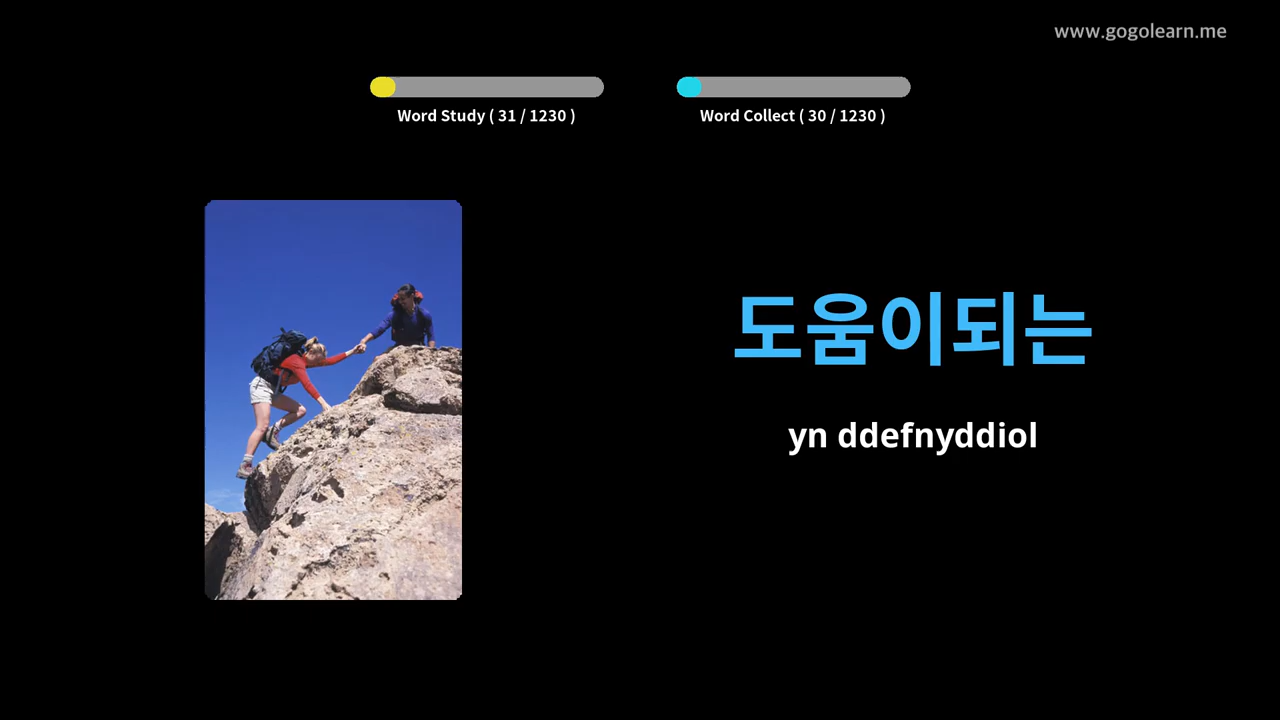 www.gogolearn.me
Word Study ( 31 / 1230 )
Word Collect ( 30 / 1230 )
도움이되는
yn ddefnyddiol